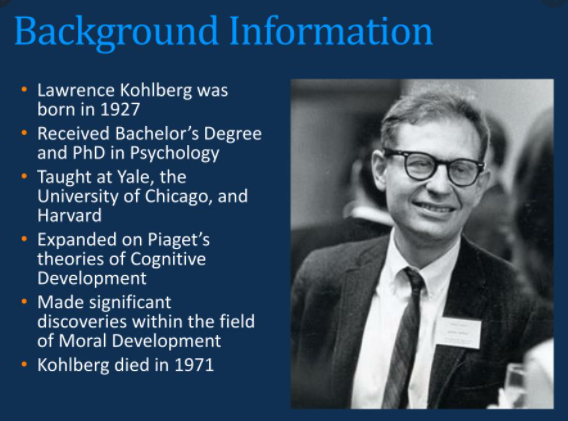 Background Information
• Lawrence Kohlberg was
born in 1927
• Received Bachelor's Degree
and PhD in Psychology
• Taught at Yale, the
University of Chicago, and
Harvard
• Expanded on Piaget's
theories of Cognitive
Development
• Made significant
discoveries within the field
of Moral Development
• Kohlberg died in 1971